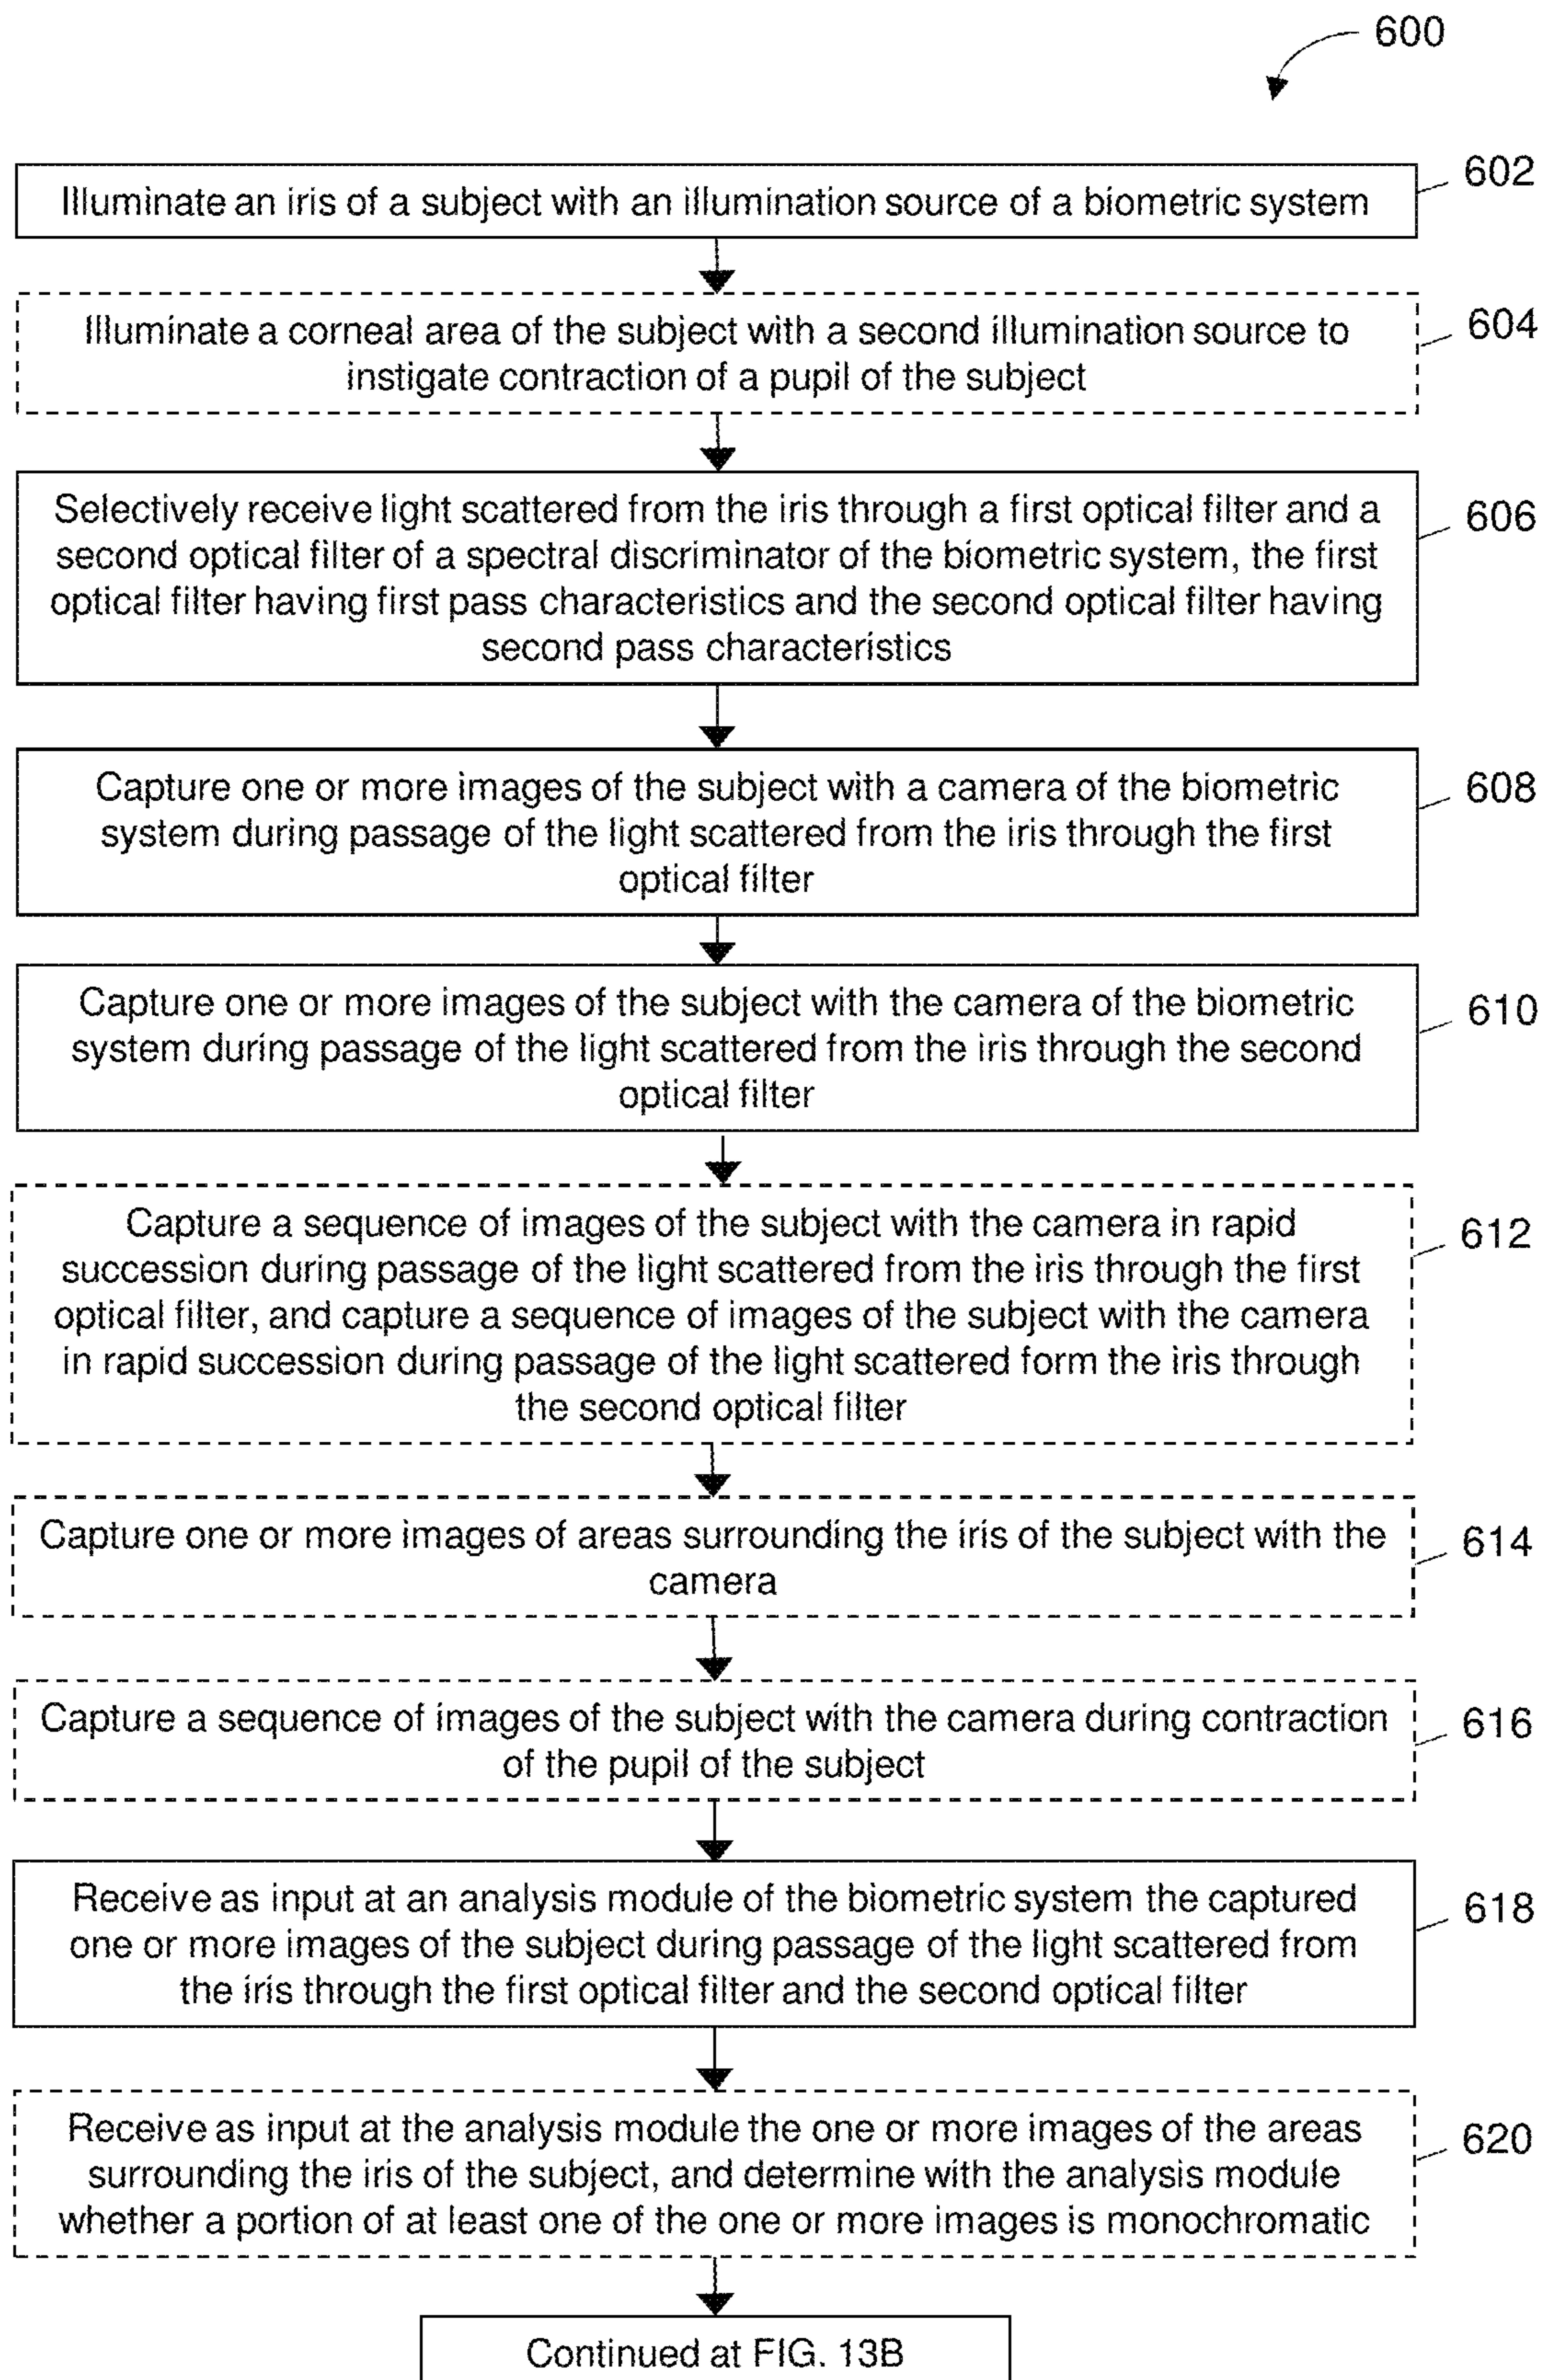 600
Illuminate an iris of a subject with an illumination source of a biometric system
602
Illuminate a corneal area of the subject with a second illumination source to
instigate contraction of a pupil of the subject
604
Selectively receive light scattered from the iris through a first optical filter and a
second optical filter of a spectral discriminator of the biometric system, the first
optical filter having first pass characteristics and the second optical filter having
second pass characteristics
606
Capture one or more images of the subject with a camera of the biometric
system during passage of the light scattered from the iris through the first
optical filter
608
Capture one or more images of the subject with the camera of the biometric
system during passage of the light scattered from the iris through the second
optical filter
610
Capture a sequence of images of the subject with the camera in rapid
succession during passage of the light scattered from the iris through the first
optical filter, and capture a sequence of images of the subject with the camera
in rapid succession during passage of the light scattered form the iris through
the second optical filter
612
Capture one or more images of areas surrounding the iris of the subject with the
camera
614
Capture a sequence of images of the subject with the camera during contraction
of the pupil of the subject
616
Receive as input at an analysis module of the biometric system the captured
one or more images of the subject during passage of the light scattered from
the iris through the first optical filter and the second optical filter
618
Receive as input at the analysis module the one or more images of the areas
surrounding the iris of the subject, and determine with the analysis module
whether a portion of at least one of the one or more images is monochromatic
620
Continued at FIG. 13B